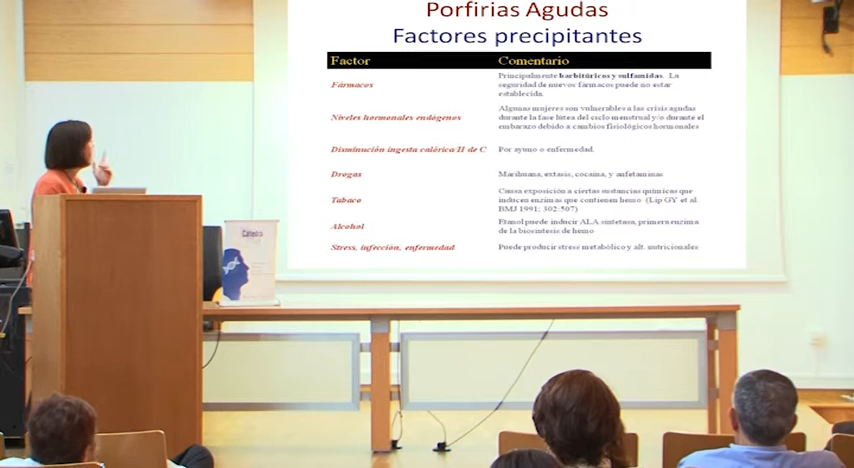 Porfirias Agudas
Factores precipitantes
Factor Comentario
Fármacos
Principalmente barbitúricos y sulfamidas. La
seguridad de nuevos fármacos puede no estar
establecida.
Niveles hormonales endógenos
Algunas mujeres son vulnerables a las crisis agudas
durante la fase lútea del ciclo menstrual y/o durante el
embarazo debido a cambios fisiológicos hormonales
Disminución ingesta calórica/H de C
Por ayuno o enfermedad.
Drogas
Marihuana, extasis, cocaína, y anfetaminas
Tabaco
Causa exposición a ciertas sustancias químicas que
inducen enzimas que contienen hemo (Lip GY et al.
BMJ 1991; 302:507)
Alcohol
Etanol puede inducir ALA sintetasa, primera enzima
de la biosíntesis de hemo
Stress, infección, enfermedad
Puede producir stress metabólico y alt. nutricionales
Cátedra